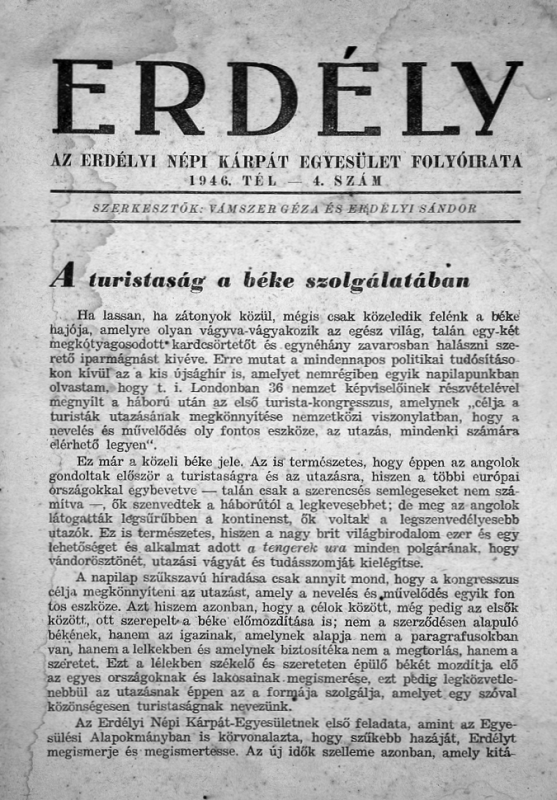 ERDÉLY
AZ ERDÉLYI NÉPI KÁRPÁT EGYESÜLET FOLYÓIRATA
1946. TÉL — 4. SZÁM
SZERKESZTŐK: VÁMSZER GÉZA ÉS ERDÉLYI SÁNDOR
A turistaság a béke szolgálatában
Ha lassan, ha zátonyok közül, mégis csak közeledik felénk a béke
hajója, amelyre olyan vágyva-vágyakozik az egész világ, talán egy-két
megkótyagosodott kardcsörtetőt és egynéhány zavarosban halászni sze-
rető iparmágnást kivéve. Erre mutat a mindennapos politikai tudósításo
kon kívül az a kis újsághír is, amelyet nemrégiben egyik napilapunkban
olvastam, hogy t. i. Londonban 36 nemzet képviselőinek részvételével
megnyilt a háború után az első turista-kongresszus, amelynek „célja a
turisták utazásának megkönnyítése nemzetközi viszonylatban, hogy a
nevelés és művelődés oly fontos eszköze, az utazás, mindenki számára
elérhető legyen“.
Ez már a közeli béke jele. Az is természetes, hogy éppen az angolok
gondoltak először a turistaságra és az utazásra, hiszen a többi európai
országokkal egybevetve — talán csak a szerencsés semlegeseket nem szá-
mítva —, ők szenvedtek a háborútól a legkevesebbet; de meg az angolok
látogatták legsűrűbben a kontinenst, ők voltak a legszenvedélyesebb
utazók. Ez is természetes, hiszen a nagy brit világbirodalom ezer és egy
lehetőséget és alkalmat adott a tengerek ura minden polgárának, hogy
vándorösztönét, utazási vágyát és tudásszomját kielégítse.
A napilap szűkszavú híradása csak annyit mond, hogy a kongresszus
célja megkönnyíteni az utazást, amely a nevelés és művelődés egyik fon
tos eszköze. Azt hiszem azonban, hogy a célok között, még pedig az elsők
között, ott szerepelt a béke előmozdítása is; nem a szerződésen alapuló
békének, hanem az igazinak, amelynek alapja nem a paragrafusokban
van, hanem a lelkekben és amelynek biztosítéka nem a megtorlás, hanem a
szeretet. Ezt a lélekben székelő és szereteten épülő békét mozdítja elő
az egyes országoknak és lakosainak megismerése, ezt pedig legközvetle-
nebbül az utazásnak éppen az a formája szolgálja, amelyet egy szóval
közönségesen turistaságnak nevezünk.
Az Erdélyi Népi Kárpát-Egyesületnek első feladata, amint az Egye-
sülési Alapokmányban is körvonalazta, hogy szűkebb hazáját, Erdélyt
megismerje és megismertesse. Az új idők szelleme azonban, amely kitá-